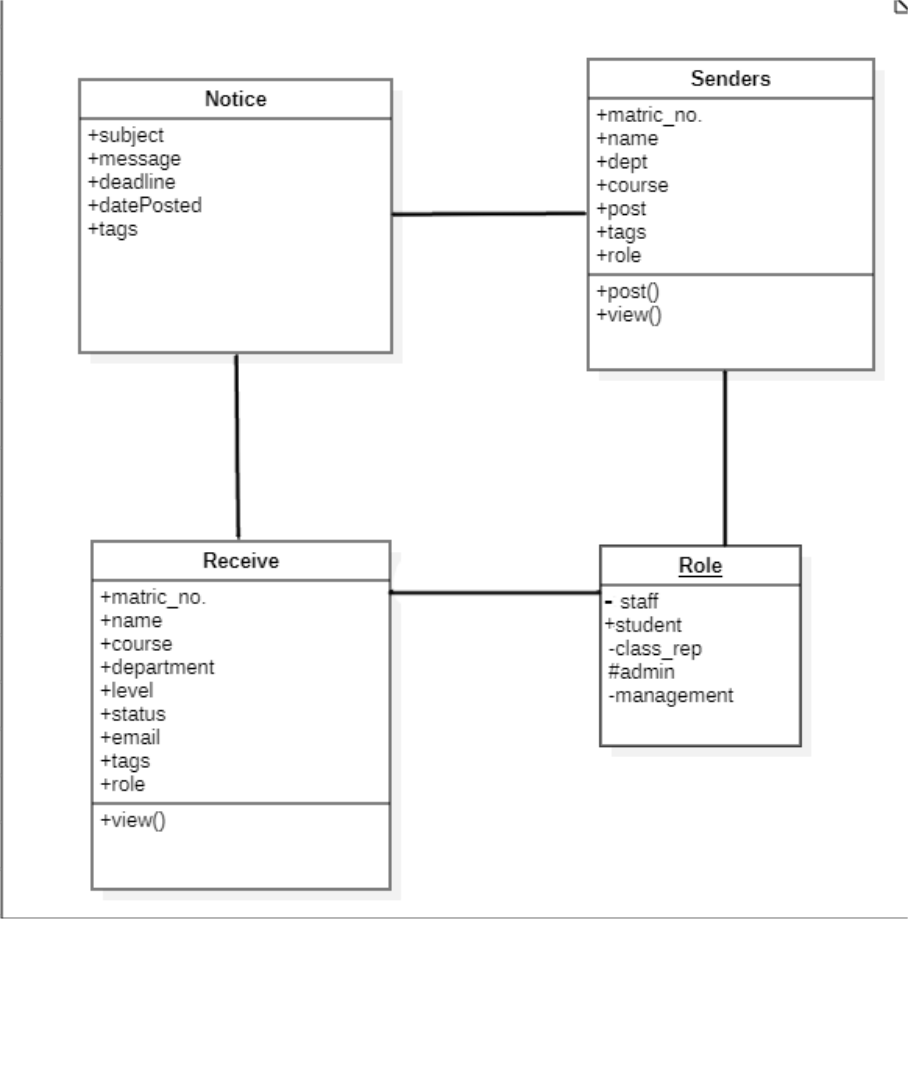 Notice
+subject
+message
+deadline
+datePosted
+tags
Senders
+matric_no.
+name
+dept
+course
+post
+tags
+role
+post()
+view()
Receive
+matric_no.
+name
+course
+department
+level
+status
+email
+tags
+role
+view()
Role
- staff
+student
-class_rep
#admin
-management